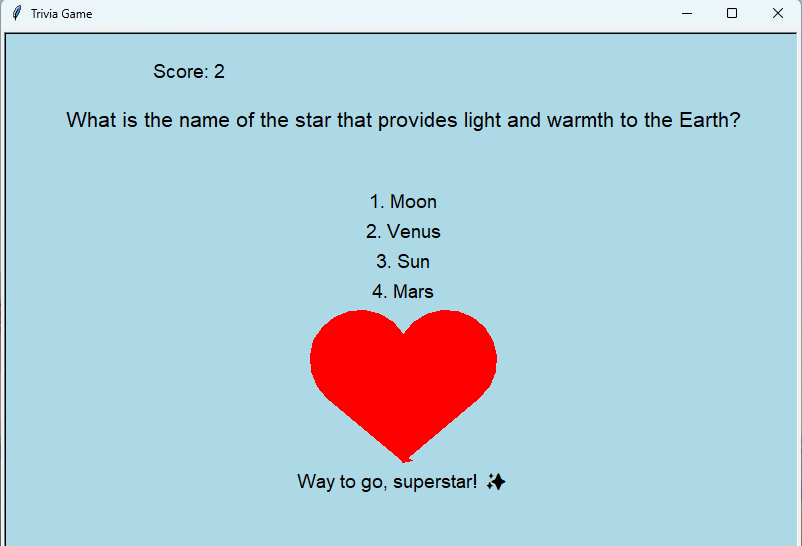 Trivia Game
Score: 2
What is the name of the star that provides light and warmth to the Earth?
1. Moon
2. Venus
3. Sun
4. Mars
Way to go, superstar! ✨